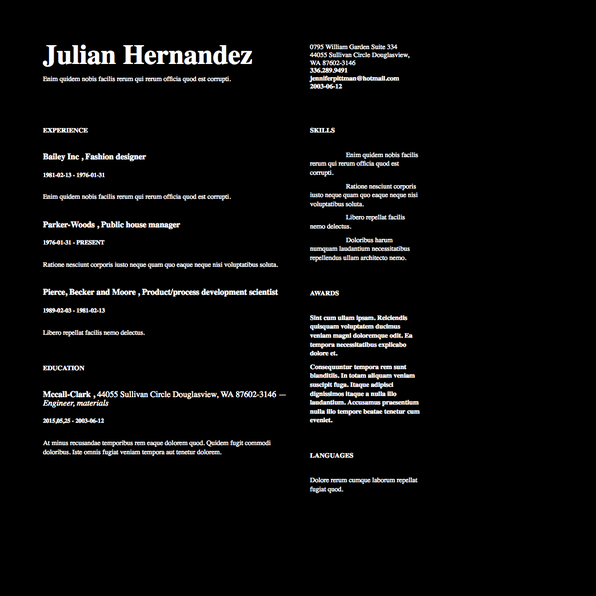 Julian Hernandez
Enim quidem nobis facilis rerum qui rerum officia quod est corrupti.
0795 William Garden Suite 334
44055 Sullivan Circle Douglasview,
WA 87602-3146
336.289.9491
jenniferpittman@hotmail.com
2003-06-12
EXPERIENCE
Bailey Inc , Fashion designer
1981-02-13 - 1976-01-31
Enim quidem nobis facilis rerum qui rerum officia quod est corrupti.
Parker-Woods , Public house manager
1976-01-31 - PRESENT
Ratione nesciunt corporis iusto neque quam quo eaque neque nisi voluptatibus soluta.
Pierce, Becker and Moore , Product/process development scientist
1989-02-03 - 1981-02-13
Libero repellat facilis nemo delectus.
EDUCATION
Mccall-Clark , 44055 Sullivan Circle Douglasview, WA 87602-3146 —
Engineer, materials
2015,05,25 - 2003-06-12
At minus recusandae temporibus rem eaque dolorem quod. Quidem fugit commodi
doloribus. Iste omnis fugiat veniam tempora aut tenetur dolorem.
SKILLS
Enim quidem nobis facilis
rerum qui rerum officia quod est
corrupti.
Ratione nesciunt corporis
iusto neque quam quo eaque neque nisi
voluptatibus soluta.
Libero repellat facilis
nemo delectus.
Doloribus harum
numquam laudantium necessitatibus
repellendus ullam architecto nemo.
AWARDS
Sint cum ullam ipsam. Reiciendis
quisquam voluptatem ducimus
veniam magni doloremque odit. Ea
tempora necessitatibus explicabo
dolore et.
Consequuntur tempora rem sunt
blanditiis. In totam aliquam veniam
suscipit fuga. Itaque adipisci
dignissimos itaque a nulla illo
laudantium. Accusamus praesentium
nulla illo tempore beatae tenetur cum
eveniet.
LANGUAGES
Dolore rerum cumque laborum repellat
fugiat quod.